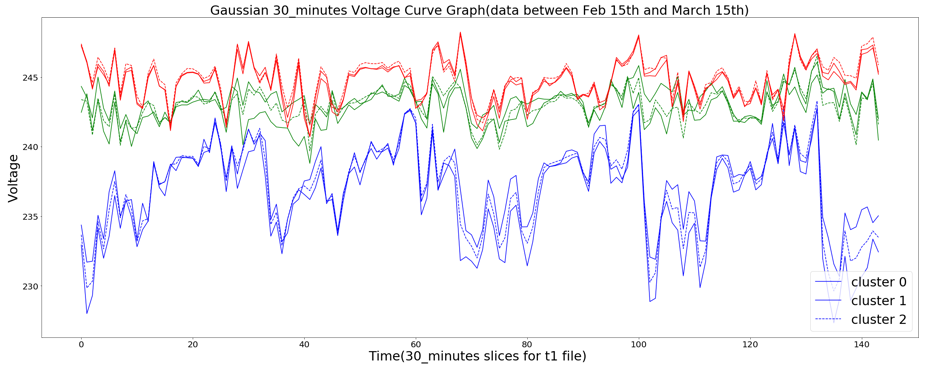 Gaussian 30_minutes Voltage Curve Graph(data between Feb 15th and March 15th)
245
240
235
230
Voltage
0
20
40
60
80
100
120
140
Time(30_minutes slices for t1 file)
cluster 0
cluster 1
cluster 2